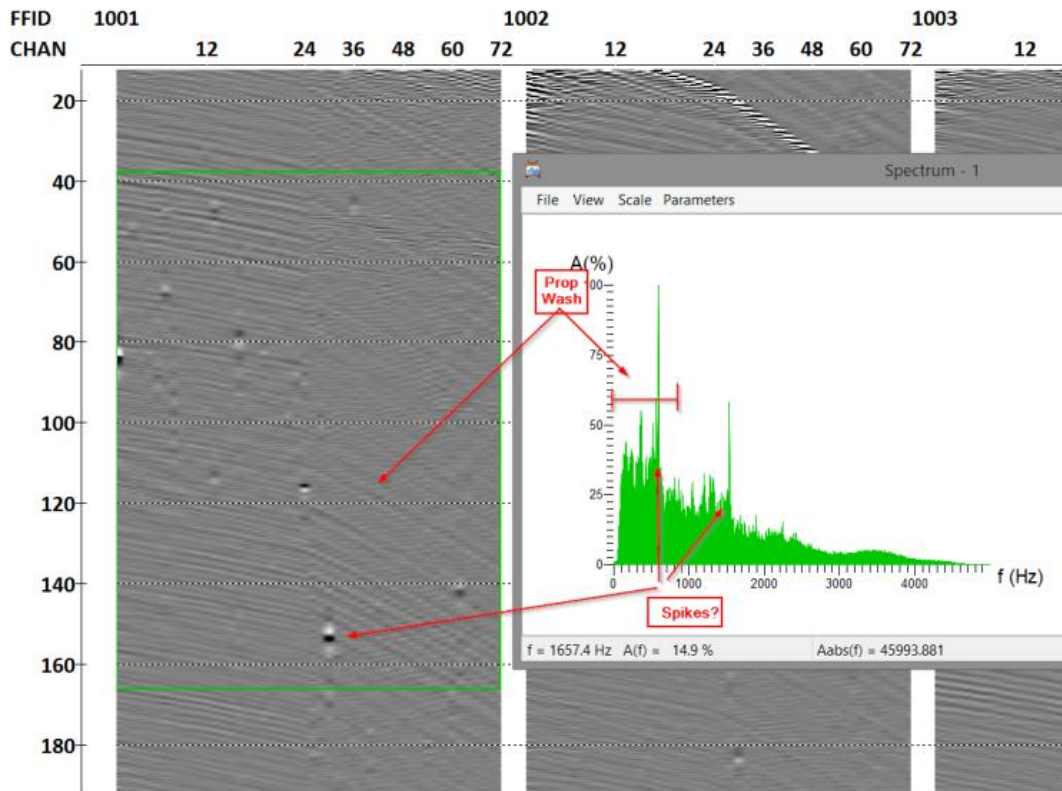 FFID 1001 1002 1003
CHAN 12 24 36 48 60 72 12 24 36 48 60 72 12
20
40
60
80
100
120
140
160
180
Spectrum - 1
File View Scale Parameters
A(%)
Prop
Wash
100
75
50
25
0
0 1000 2000 3000 4000
f (Hz)
Spikes?
f = 1657.4 Hz A(f) = 14.9 % Aabs(f) = 45993.881